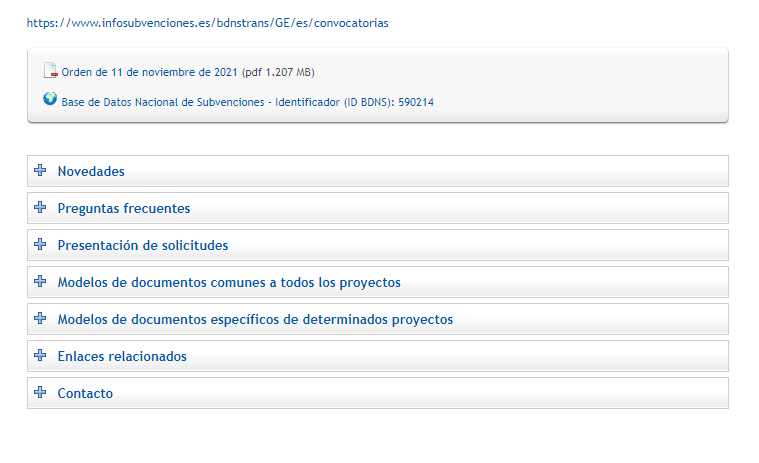 https://www.infosubvenciones.es/bdnstrans/GE/es/convocatorias
Orden de 11 de noviembre de 2021 (pdf 1.207 MB)
Base de Datos Nacional de Subvenciones - Identificador (ID BDNS): 590214
Novedades
Preguntas frecuentes
Presentación de solicitudes
Modelos de documentos comunes a todos los proyectos
Modelos de documentos específicos de determinados proyectos
Enlaces relacionados
Contacto